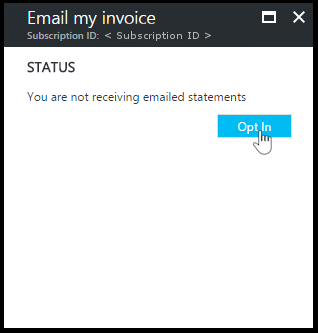 Email my invoice
Subscription ID: < Subscription ID >
STATUS
You are not receiving emailed statements
Opt In